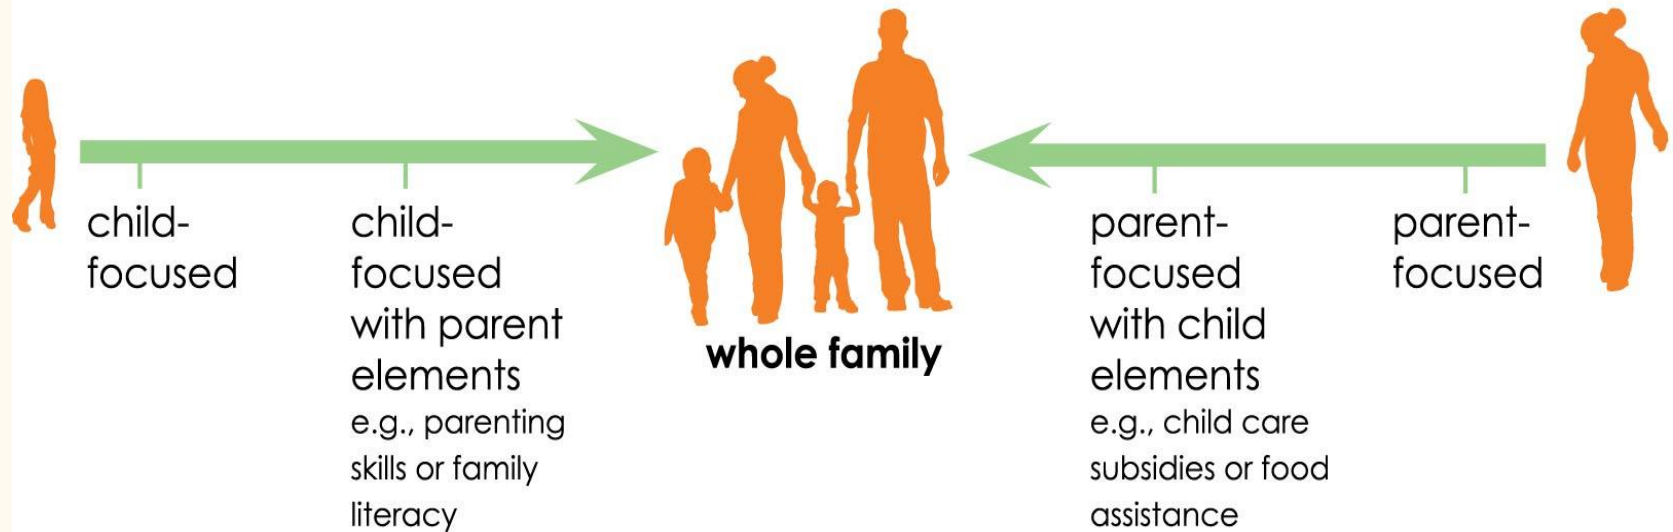 child-
focused
child-
focused
with parent
elements
e.g., parenting
skills or family
literacy
whole family
parent-
focused
with child
elements
e.g., child care
subsidies or food
assistance
parent-
focused